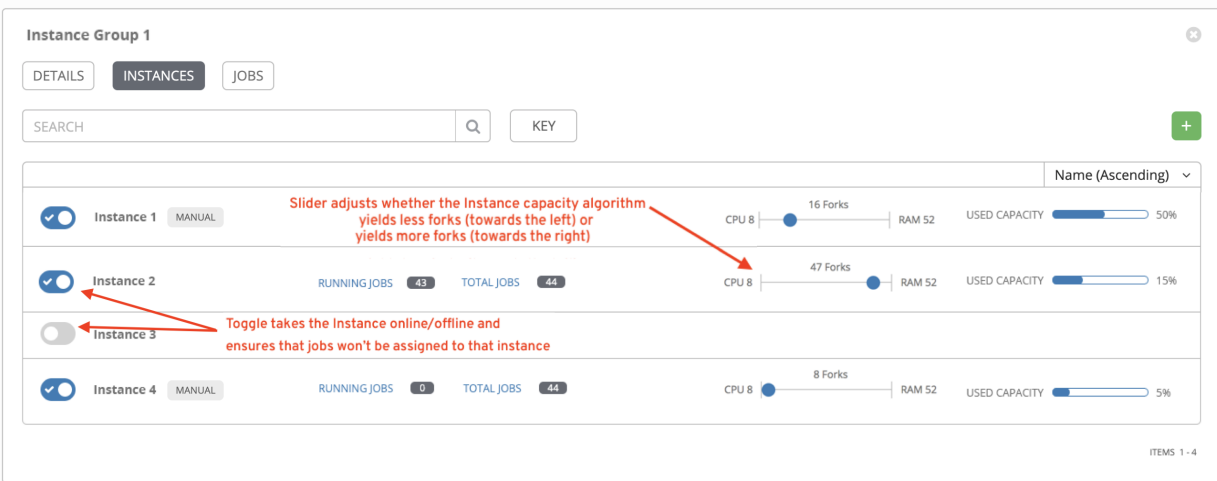 Instance Group 1
DETAILS INSTANCES JOBS
SEARCH KEY +
Name (Ascending)
Instance 1 MANUAL
Slider adjusts whether the Instance capacity algorithm
yields less forks (towards the left) or
yields more forks (towards the right)
16 Forks
CPU 8 RAM 52 USED CAPACITY 50%
Instance 2 RUNNING JOBS 43 TOTAL JOBS 44
47 Forks
CPU 8 RAM 52 USED CAPACITY 15%
Toggle takes the Instance online/offline and
ensures that jobs won't be assigned to that instance
Instance 3
Instance 4 MANUAL RUNNING JOBS 0 TOTAL JOBS 44
8 Forks
CPU 8 RAM 52 USED CAPACITY 5%
ITEMS 1 - 4